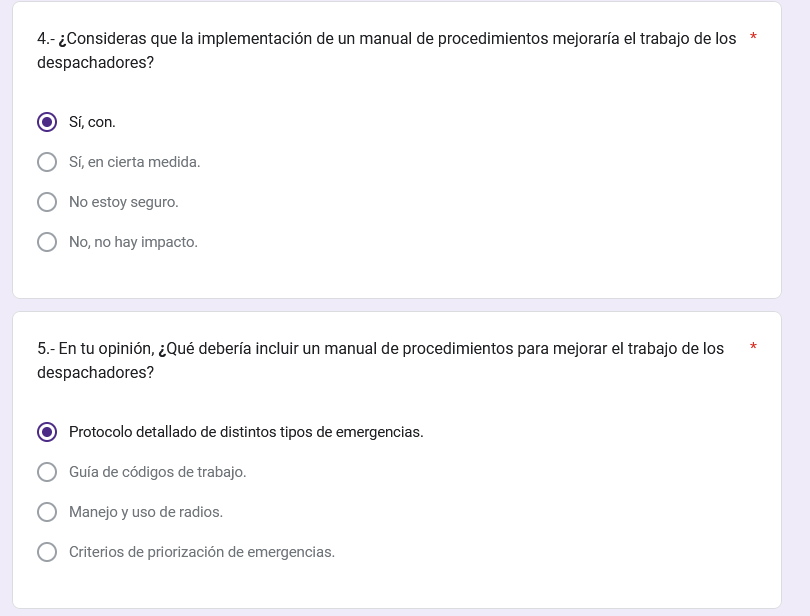 4.- ¿Consideras que la implementación de un manual de procedimientos mejoraría el trabajo de los *
despachadores?
Sí, con.
Sí, en cierta medida.
No estoy seguro.
No, no hay impacto.
5.- En tu opinión, ¿Qué debería incluir un manual de procedimientos para mejorar el trabajo de los *
despachadores?
Protocolo detallado de distintos tipos de emergencias.
Guía de códigos de trabajo.
Manejo y uso de radios.
Criterios de priorización de emergencias.